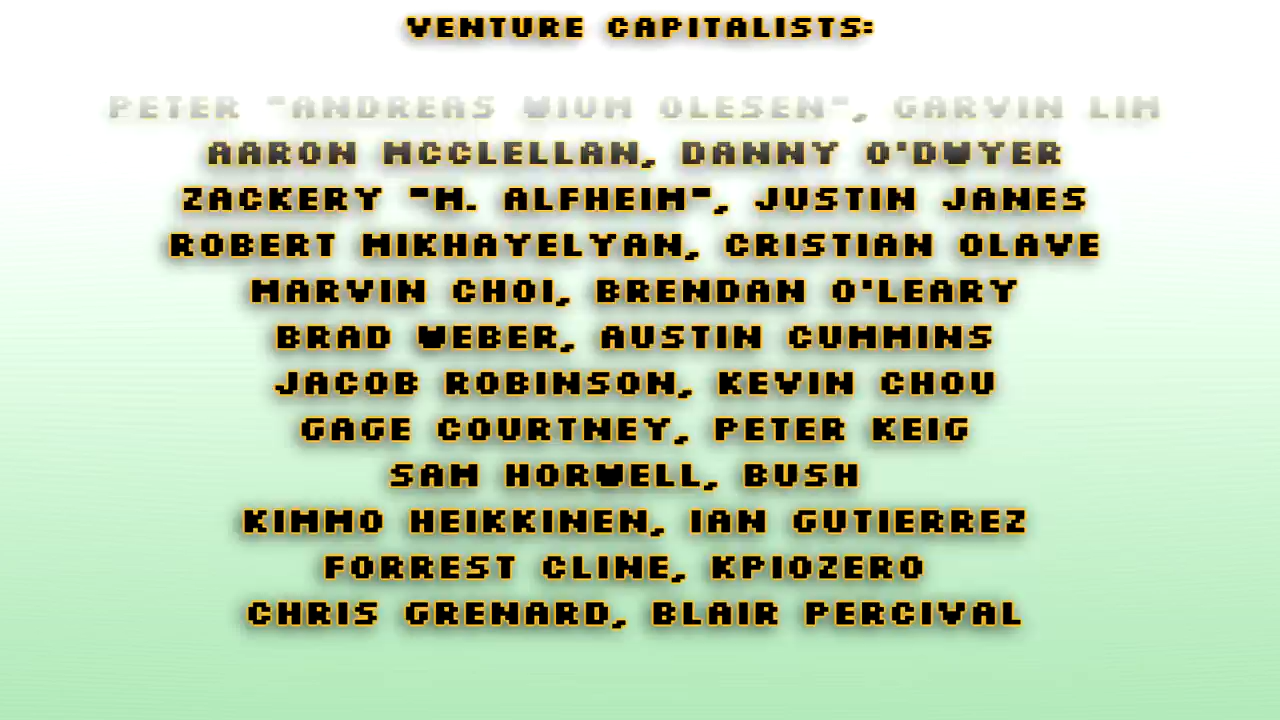 VENTURE CAPITALISTS:
PETER "ANDREAS WIUM OLESEN", GARVIN LIM
AARON MCCLELLAN, DANNY O'DWYER
ZACKERY "M. ALFHEIM", JUSTIN JANES
ROBERT MIKHAYELYAN, CRISTIAN OLAVE
MARVIN CHOI, BRENDAN O'LEARY
BRAD WEBER, AUSTIN CUMMINS
JACOB ROBINSON, KEVIN CHOU
GAGE COURTNEY, PETER KEIG
SAM HORWELL, BUSH
KIMMO HEIKKINEN, IAN GUTIERREZ
FORREST CLINE, KPIOZERO
CHRIS GRENARD, BLAIR PERCIVAL